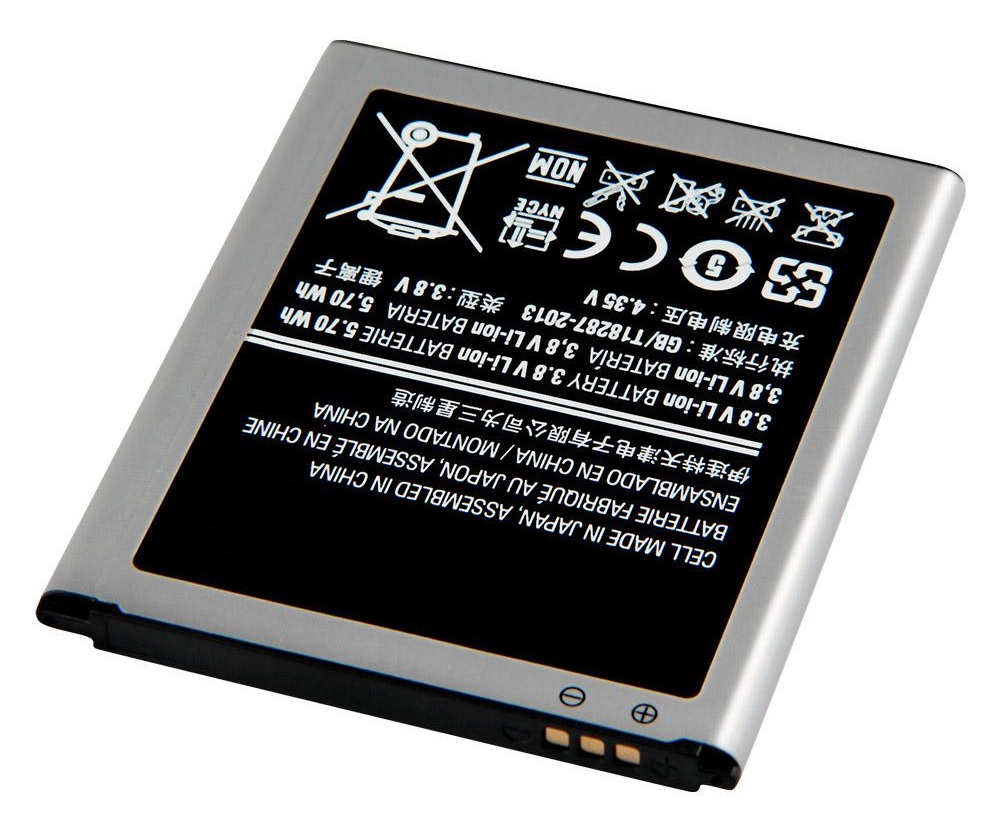 CELL MADE IN JAPAN, ASSEMBLED IN CHINA
BATTERIE FABRIQUÉ AU JAPON, ASSEMBLÉ EN CHINE
ENSAMBLADO EN CHINA / MONTADO NA CHINA
伊连特天津电子有限公司为三星制造
3.8 V Li-ion BATTERY 3.8 V Li-ion BATTERIE 5.70 Wh
3,8 V Li-ion BATERÍA 3,8 V Li-ion BATERIA 5,70 Wh
执行标准：GB/T18287-2013 类型：3.8 V 锂离子
充电限制电压：4.35 V
5 CE NYCE
NOM